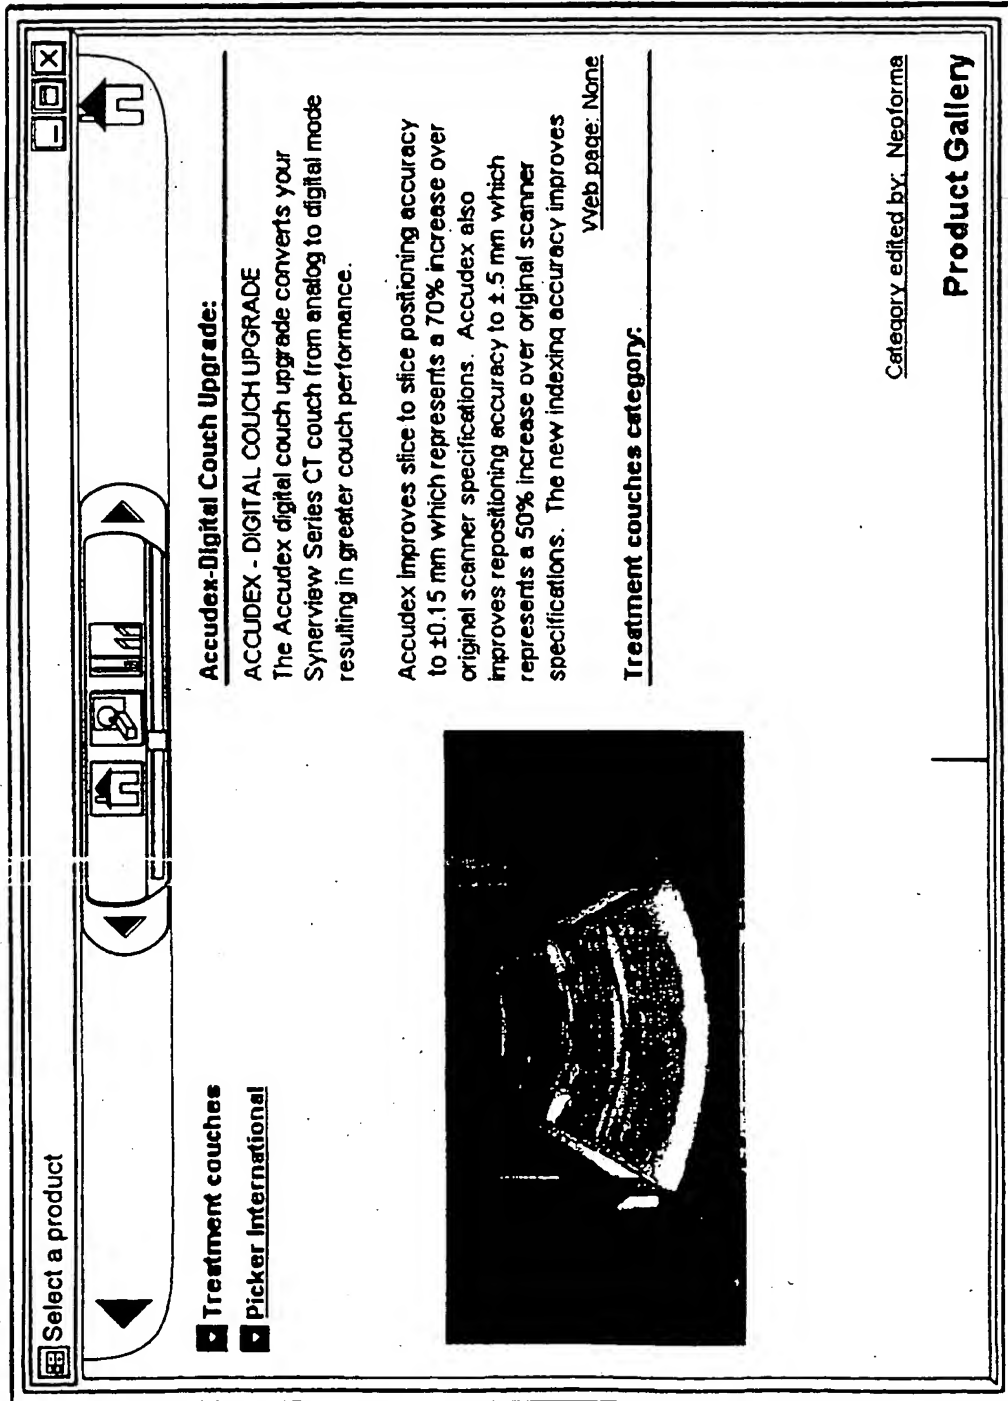 Select a product
Treatment couches
Picker International
Accudex-Digital Couch Upgrade:
ACCUDEX - DIGITAL COUCH UPGRADE
The Accudex digital couch upgrade converts your
Synerview Series CT couch from analog to digital mode
resulting in greater couch performance.
Accudex improves slice to slice positioning accuracy
to ±0.15 mm which represents a 70% increase over
original scanner specifications. Accudex also
improves repositioning accuracy to ±.5 mm which
represents a 50% increase over original scanner
specifications. The new indexing accuracy improves
Web page: None
Treatment couches category:
Category edited by: Neoforma
Product Gallery